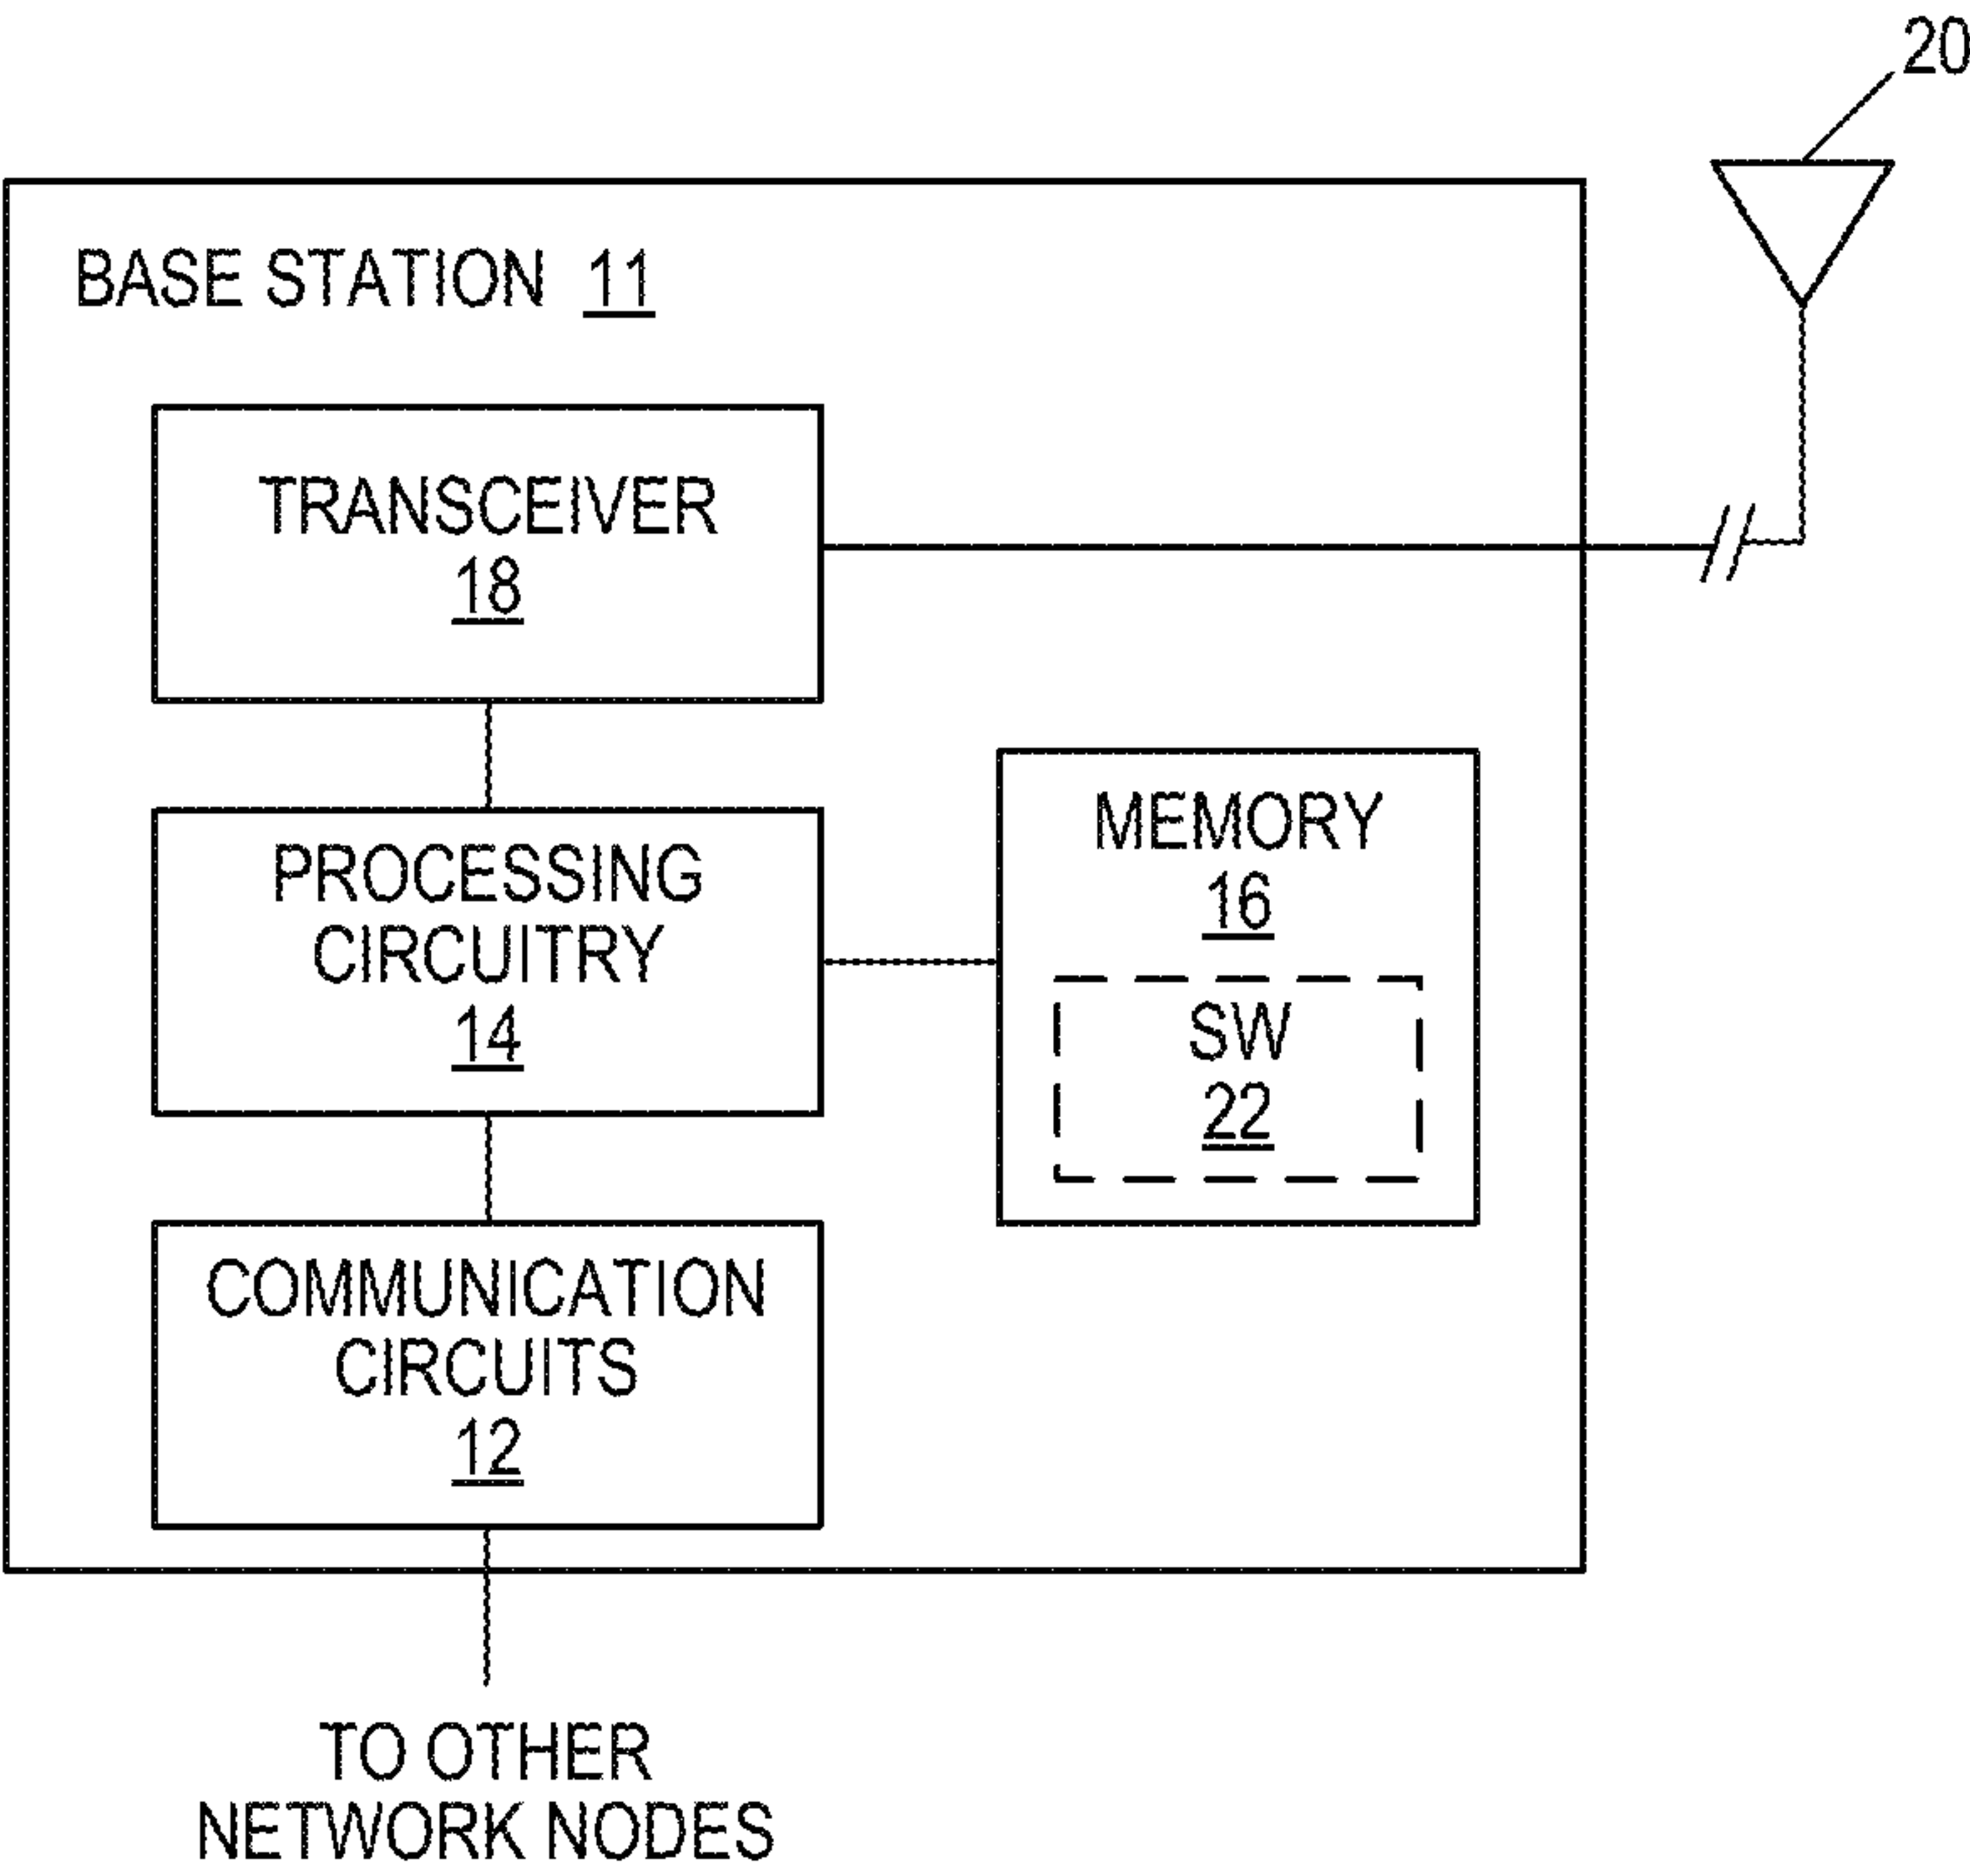 20
BASE STATION 11
TRANSCEIVER
18
PROCESSING
CIRCUITRY
14
MEMORY
16
SW
22
COMMUNICATION
CIRCUITS
12
TO OTHER
NETWORK NODES